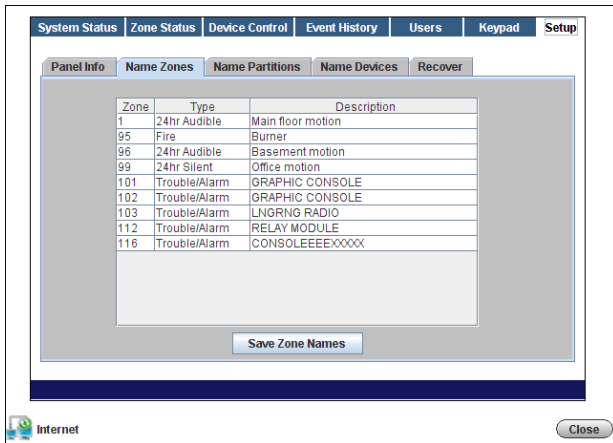 System Status Zone Status Device Control Event History Users Keypad Setup
Panel Info Name Zones Name Partitions Name Devices Recover
Zone Type Description
1 24hr Audible Main floor motion
95 Fire Burner
96 24hr Audible Basement motion
99 24hr Silent Office motion
101 Trouble/Alarm GRAPHIC CONSOLE
102 Trouble/Alarm GRAPHIC CONSOLE
103 Trouble/Alarm LNGRNG RADIO
112 Trouble/Alarm RELAY MODULE
116 Trouble/Alarm CONSOLEEEEXXXXX
Save Zone Names
Internet Close